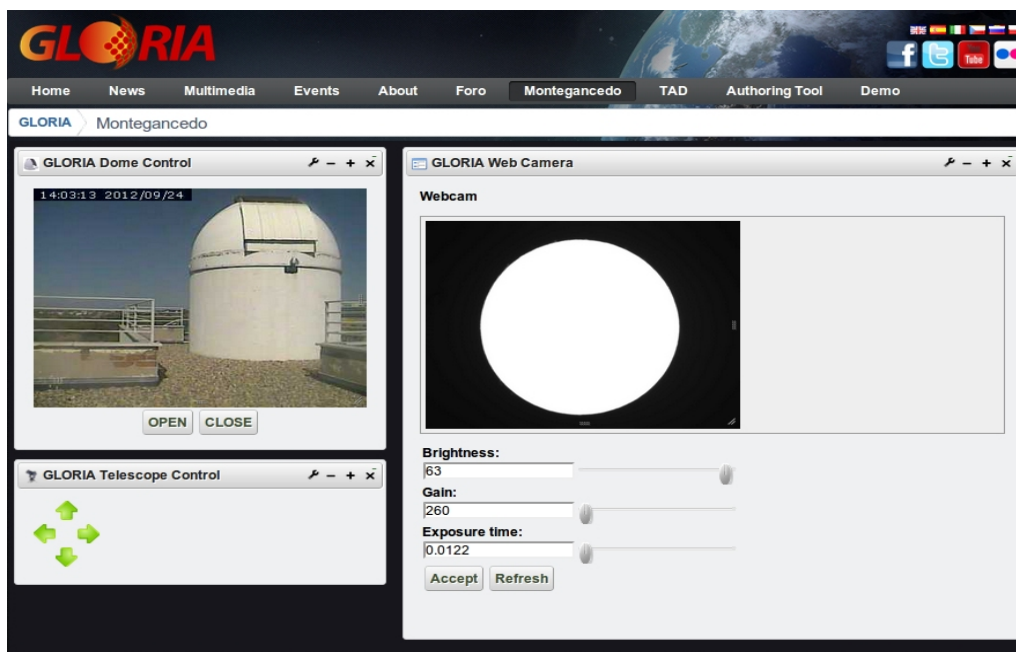 GLORIA
f t You Tube
Home News Multimedia Events About Foro Montegancedo TAD Authoring Tool Demo
GLORIA Montegancedo
GLORIA Dome Control
14:03:13 2012/09/24
OPEN CLOSE
GLORIA Telescope Control
GLORIA Web Camera
Webcam
Brightness:
63
Gain:
260
Exposure time:
0.0122
Accept Refresh